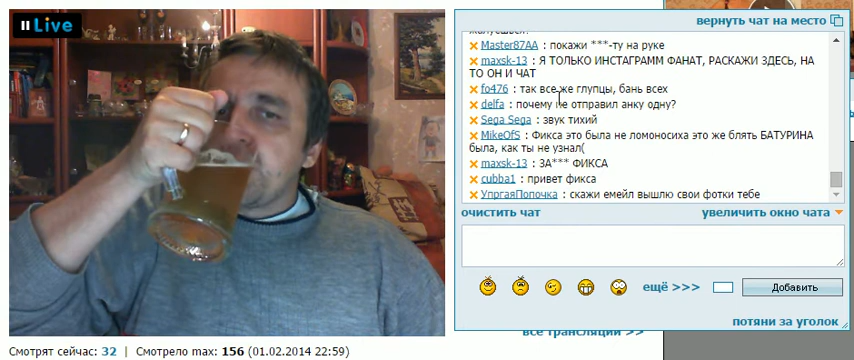 Live
вернуть чат на место
Master87AA : покажи ***-ту на руке
maxsk-13 : Я ТОЛЬКО ИНСТАГРАММ ФАНАТ, РАСКАЖИ ЗДЕСЬ, НА
ТО ОН И ЧАТ
fo476 : так все же глупцы, бань всех
delfa : почему не отправил анку одну?
Sega Sega : звук тихий
MikeOfS : Фикса это была не ломоносиха это же блять БАТУРИНА
была, как ты не узнал(
maxsk-13 : ЗА*** ФИКСА
cubba1 : привет фикса
УпргаяПопочка : скажи емейл вышлю свои фотки тебе
очистить чат
увеличить окно чата
ещё >>>
Добавить
потяни за уголок
все трансляции >>
Смотрят сейчас: 32 | Смотрело max: 156 (01.02.2014 22:59)